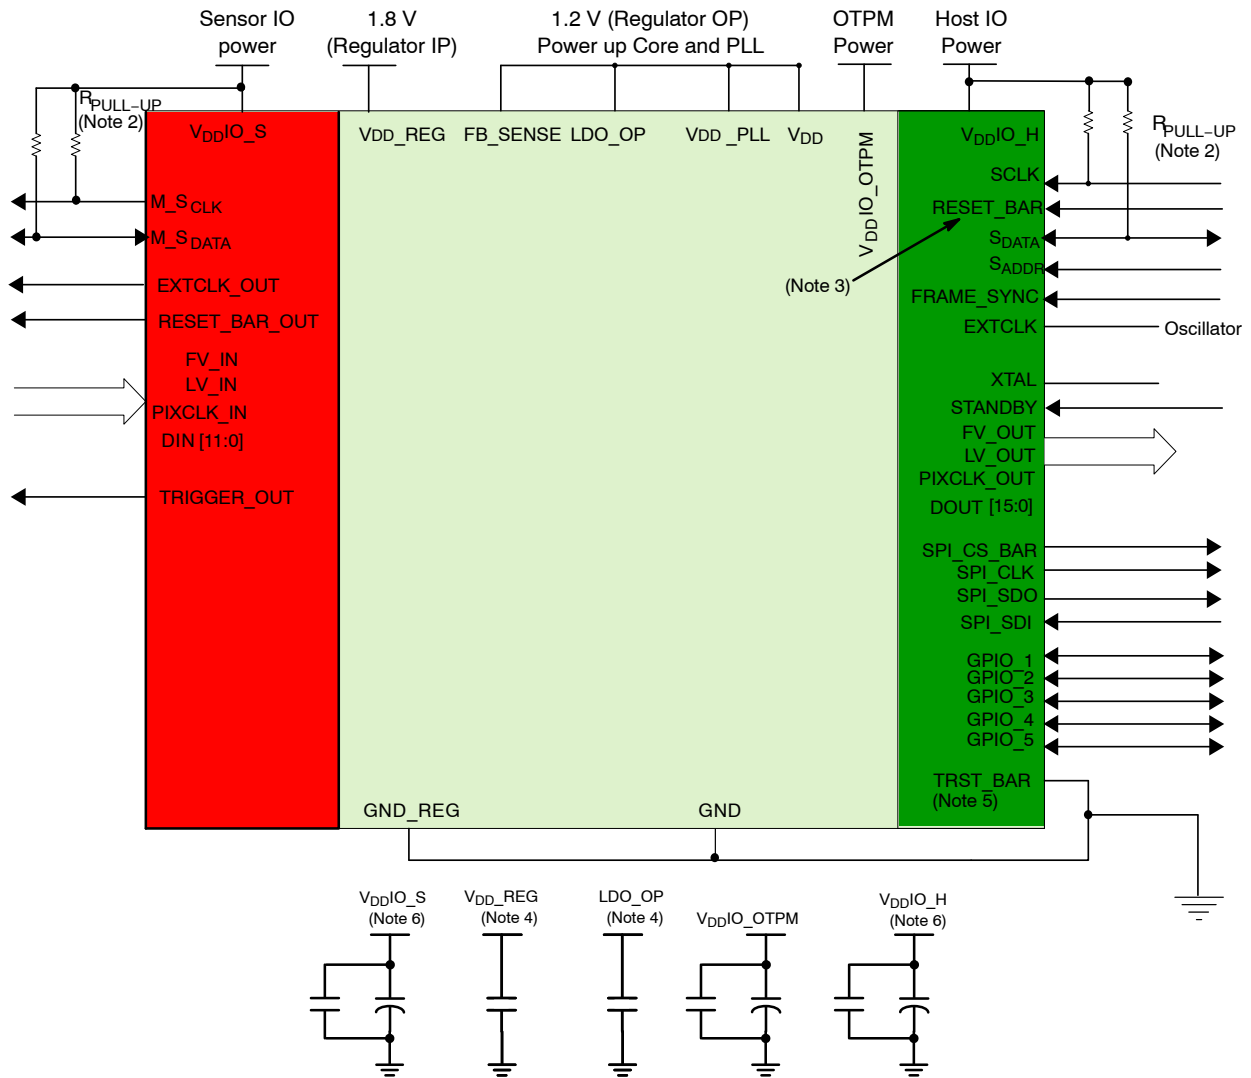 Sensor IO
power
1.8 V
(Regulator IP)
1.2 V (Regulator OP)
Power up Core and PLL
OTPM
Power
Host IO
Power
RPULL−UP
(Note 2)
VDDIO_S
VDD_REG
FB_SENSE
LDO_OP
VDD_PLL
VDD
VDDIO_OTPM
VDDIO_H
RPULL−UP
(Note 2)
M_SCLK
M_SDATA
EXTCLK_OUT
RESET_BAR_OUT
FV_IN
LV_IN
PIXCLK_IN
DIN [11:0]
TRIGGER_OUT
(Note 3)
SCLK
RESET_BAR
SDATA
SADDR
FRAME_SYNC
EXTCLK
Oscillator
XTAL
STANDBY
FV_OUT
LV_OUT
PIXCLK_OUT
DOUT [15:0]
SPI_CS_BAR
SPI_CLK
SPI_SDO
SPI_SDI
GPIO_1
GPIO_2
GPIO_3
GPIO_4
GPIO_5
TRST_BAR
(Note 5)
GND_REG
GND
VDDIO_S
(Note 6)
VDD_REG
(Note 4)
LDO_OP
(Note 4)
VDDIO_OTPM
VDDIO_H
(Note 6)